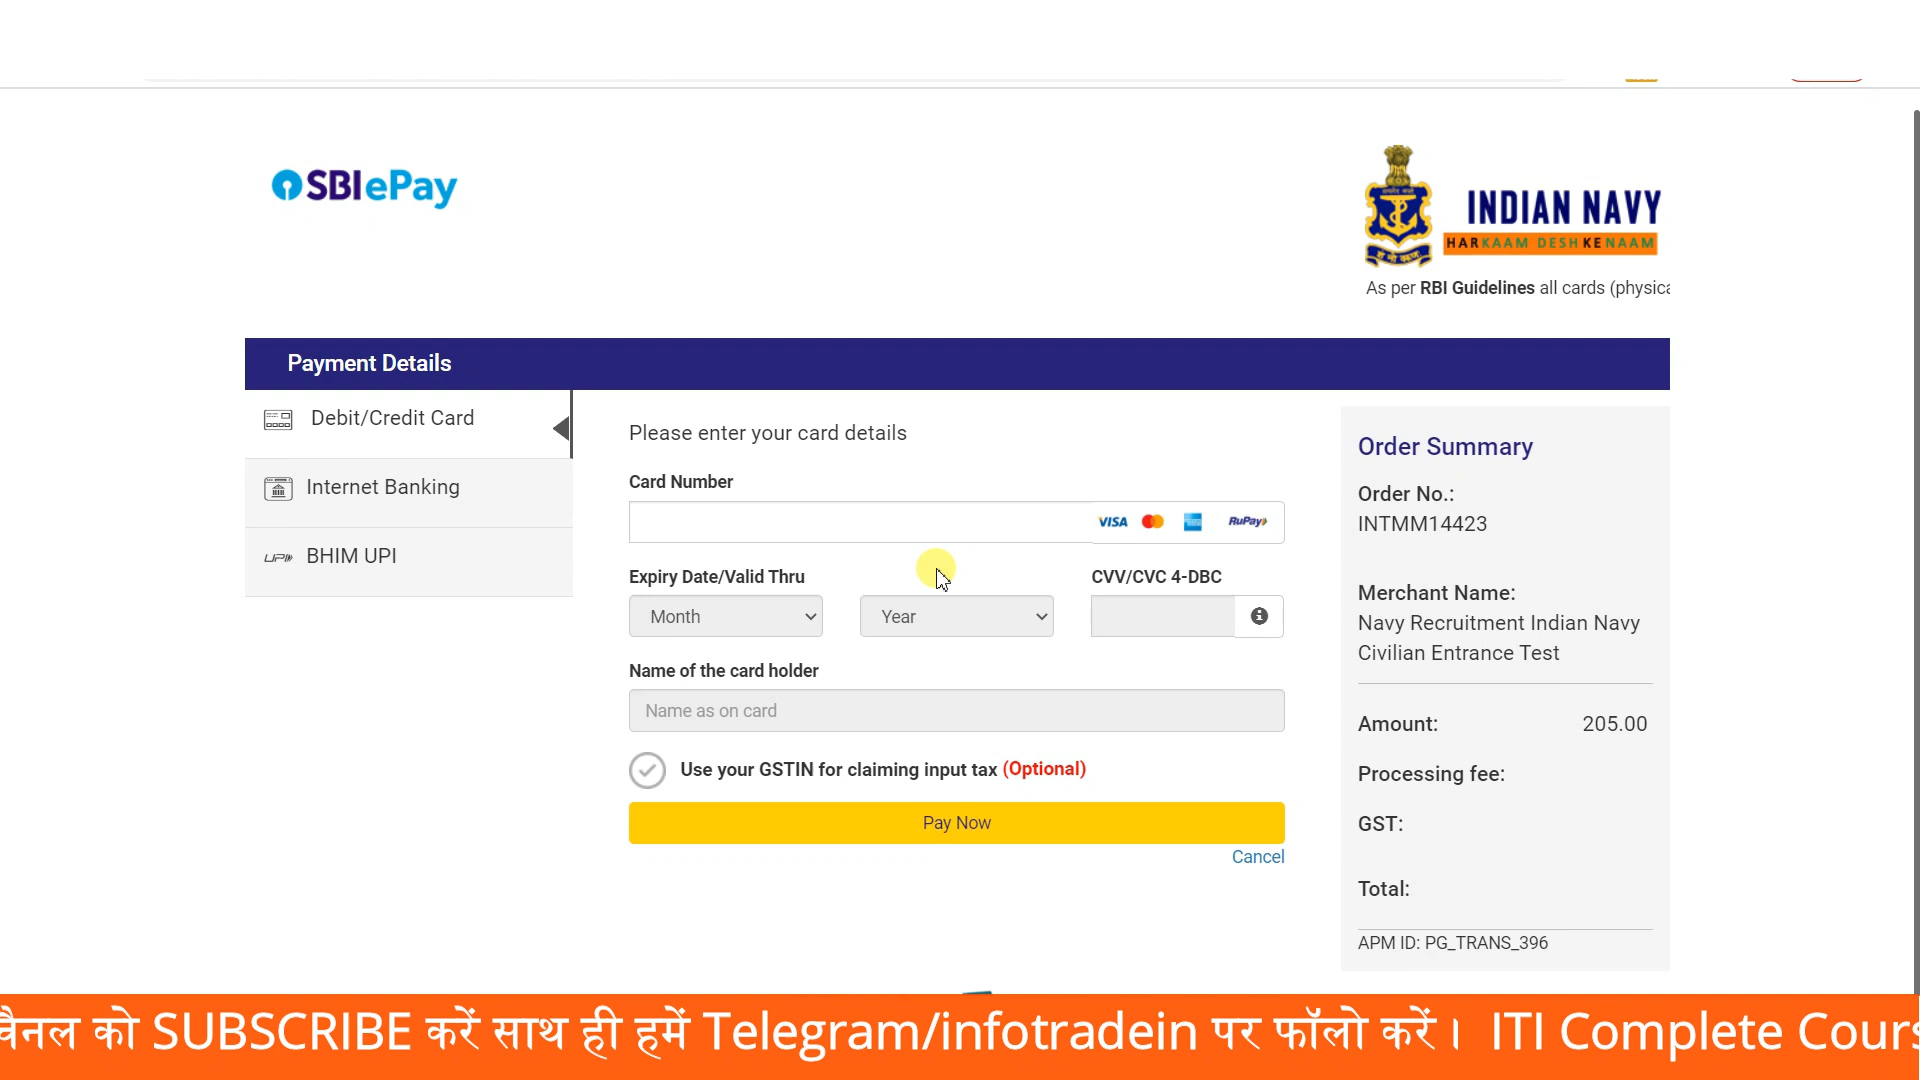 SBI ePay
INDIAN NAVY
HAR KAAM DESH KE NAAM
As per RBI Guidelines all cards (physica
Payment Details
Debit/Credit Card
Internet Banking
UPI BHIM UPI
Please enter your card details
Card Number
VISA RuPay
Expiry Date/Valid Thru
CVV/CVC 4-DBC
Month
Year
Name of the card holder
Name as on card
Use your GSTIN for claiming input tax (Optional)
Pay Now
Cancel
Order Summary
Order No.:
INTMM14423
Merchant Name:
Navy Recruitment Indian Navy
Civilian Entrance Test
Amount: 205.00
Processing fee:
GST:
Total:
APM ID: PG_TRANS_396
चैनल को SUBSCRIBE करें साथ ही हमें Telegram/infotradein पर फॉलो करें। ITI Complete Cours